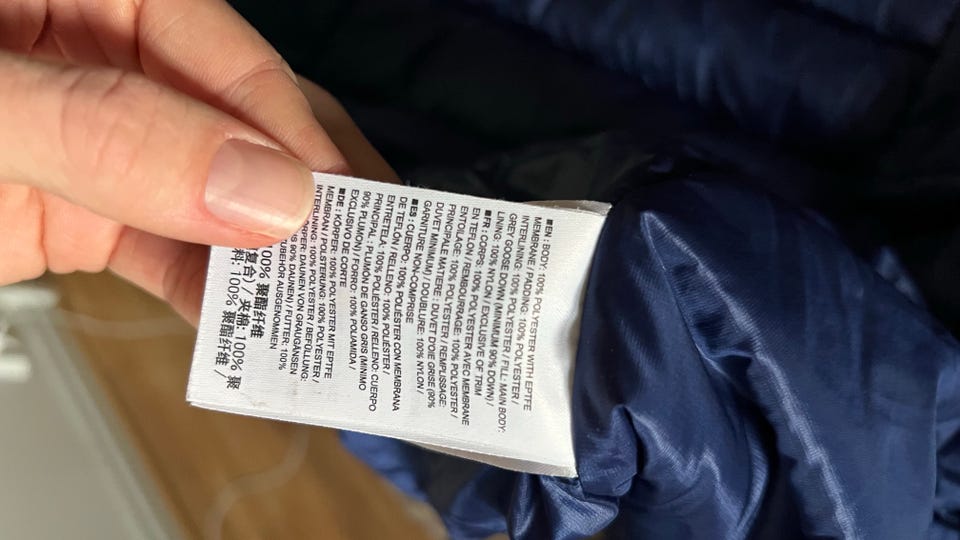 ■EN : BODY: 100% POLYESTER WITH EPTFE
MEMBRANE / PADDING: 100% POLYESTER /
INTERLINING: 100% POLYESTER / FILL: MAIN BODY:
GREY GOOSE DOWN (MINIMUM 90% DOWN) /
LINING: 100% NYLON / EXCLUSIVE OF TRIM
■FR : CORPS: 100% POLYESTER AVEC MEMBRANE
EN TEFLON / REMBOURRAGE: 100% POLYESTER /
ENTOILAGE: 100% POLYESTER / REMPLISSAGE:
PRINCIPALE MATIERE : DUVET D'OIE GRISE (90%
DUVET MINIMUM) / DOUBLURE: 100% NYLON /
GARNITURE NON-COMPRISE
■ES : CUERPO: 100% POLIÉSTER CON MEMBRANA
DE TEFLÓN / RELLENO: 100% POLIÉSTER /
ENTRETELA: 100% POLIÉSTER / RELLENO: CUERPO
PRINCIPAL : PLUMÓN DE GANSO GRIS (MINIMO
90% PLUMÓN) / FORRO: 100% POLIAMIDA /
EXCLUSIVO DE CORTE
■DE : KÖRPER: 100% POLYESTER MIT EPTFE
MEMBRAN / POLSTERUNG: 100% POLYESTER /
INTERLINING: 100% POLYESTER / BEFÜLLUNG:
KÖRPER: DAUNEN VON GRAUGÄNSEN
90% DAUNEN) / FUTTER: 100%
ZUBEHÖR AUSGENOMMEN
100% 聚酯纤维
复合) / 夹棉: 100% 聚
料: 100% 聚酯纤维 /